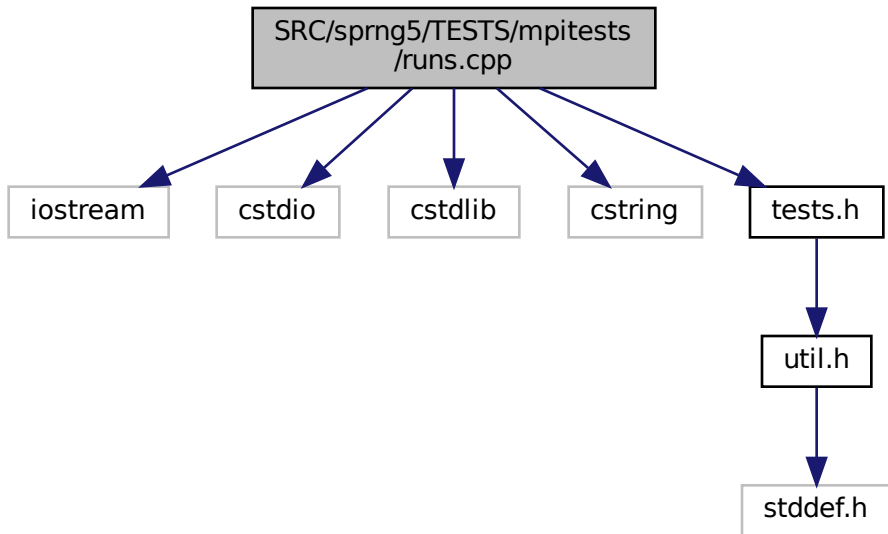 SRC/sprng5/TESTS/mpitests
/runs.cpp
iostream
cstdio
cstdlib
cstring
tests.h
util.h
stddef.h